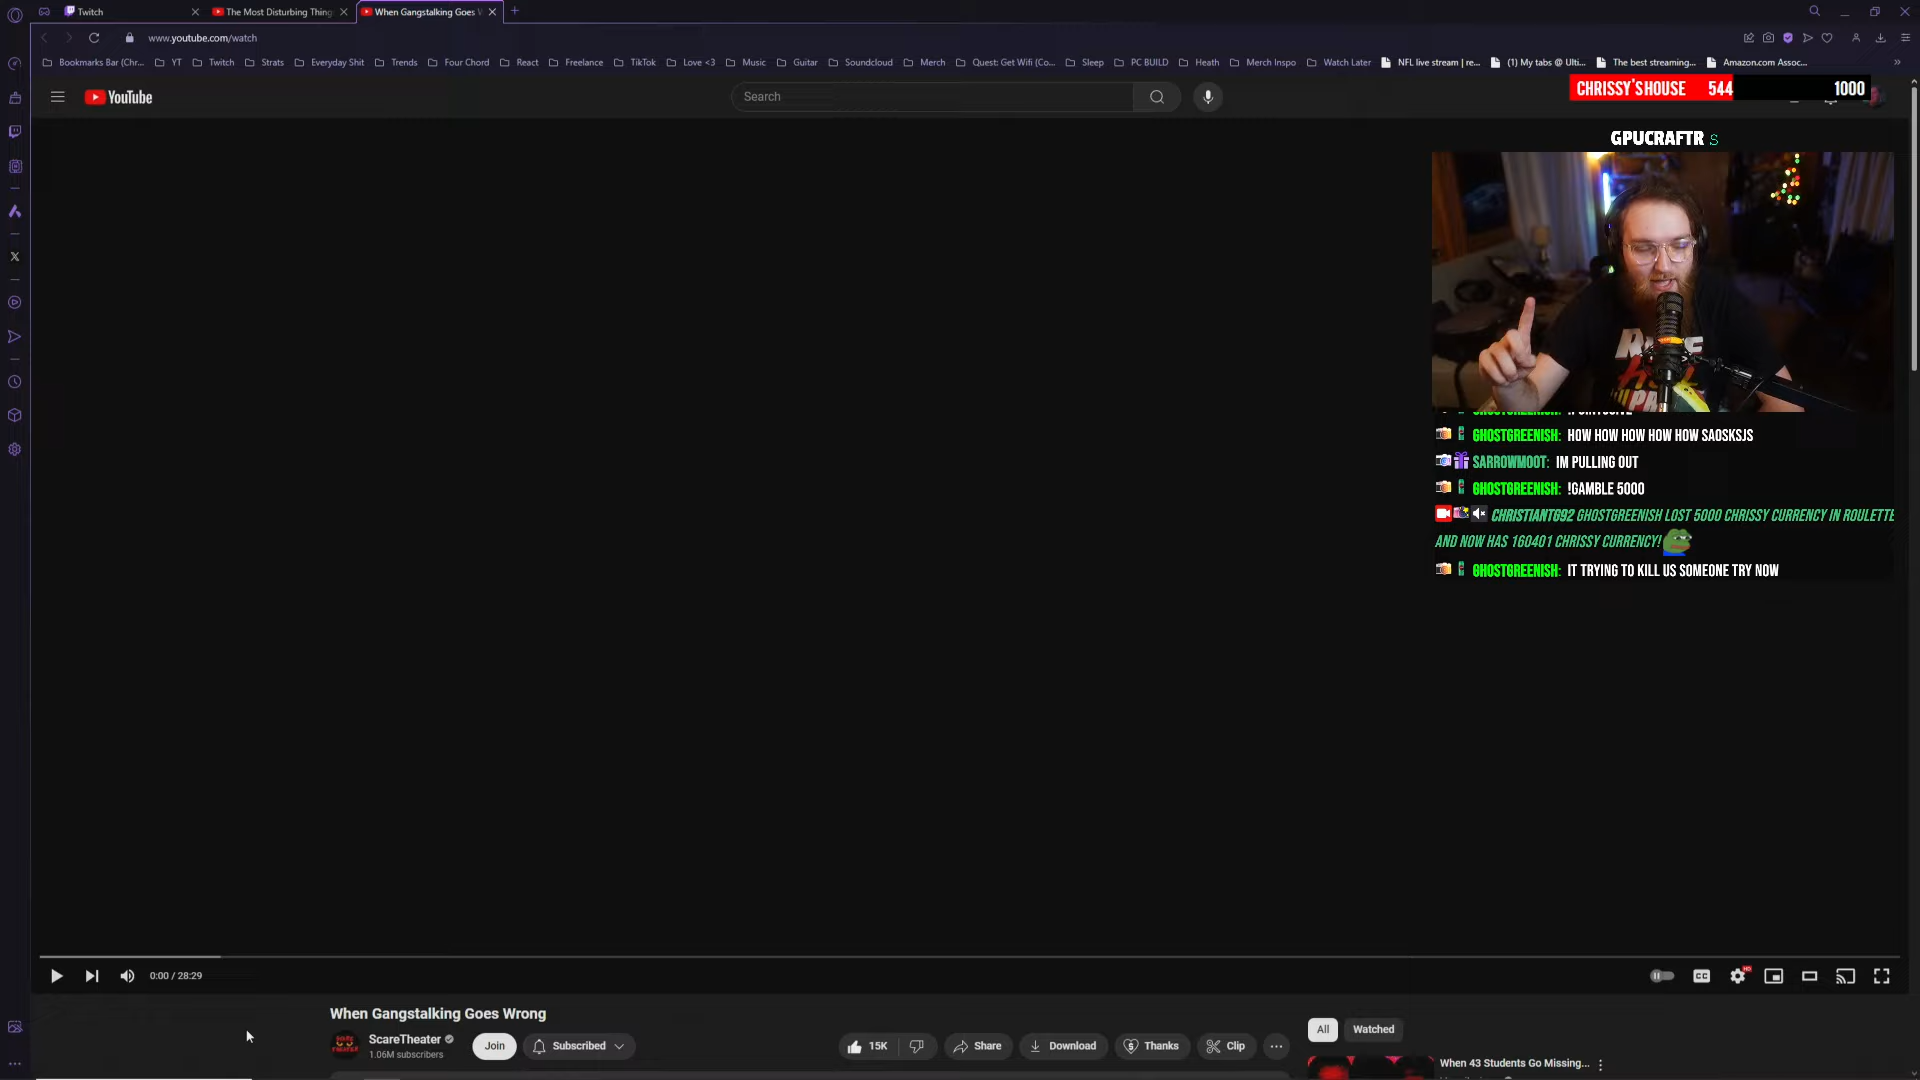 Twitch
The Most Disturbing Thing
When Gangstalking Goes
www.youtube.com/watch
Bookmarks Bar (Chr... YT Twitch Strats Everyday Shit Trends Four Chord React Freelance TikTok Love <3 Music Guitar Soundcloud Merch Quest: Get Wifi (Co... Sleep PC BUILD Heath Merch Inspo Watch Later NFL live stream | re... (1) My tabs @ Ulti... The best streaming... Amazon.com Assoc...
YouTube
Search
CHRISSY'S HOUSE 544 1000
GPUCRAFTR S
GHOSTGREENISH: HOW HOW HOW HOW HOW SAOSKSJS
SARROWMOOT: IM PULLING OUT
GHOSTGREENISH: !GAMBLE 5000
CHRISTIANTG92 GHOSTGREENISH LOST 5000 CHRISSY CURRENCY IN ROULETTE
AND NOW HAS 160401 CHRISSY CURRENCY!
GHOSTGREENISH: IT TRYING TO KILL US SOMEONE TRY NOW
0:00 / 28:29
CC
HD
When Gangstalking Goes Wrong
ScareTheater
1.06M subscribers
Join
Subscribed
15K
Share
Download
Thanks
Clip
All
Watched
When 43 Students Go Missing...